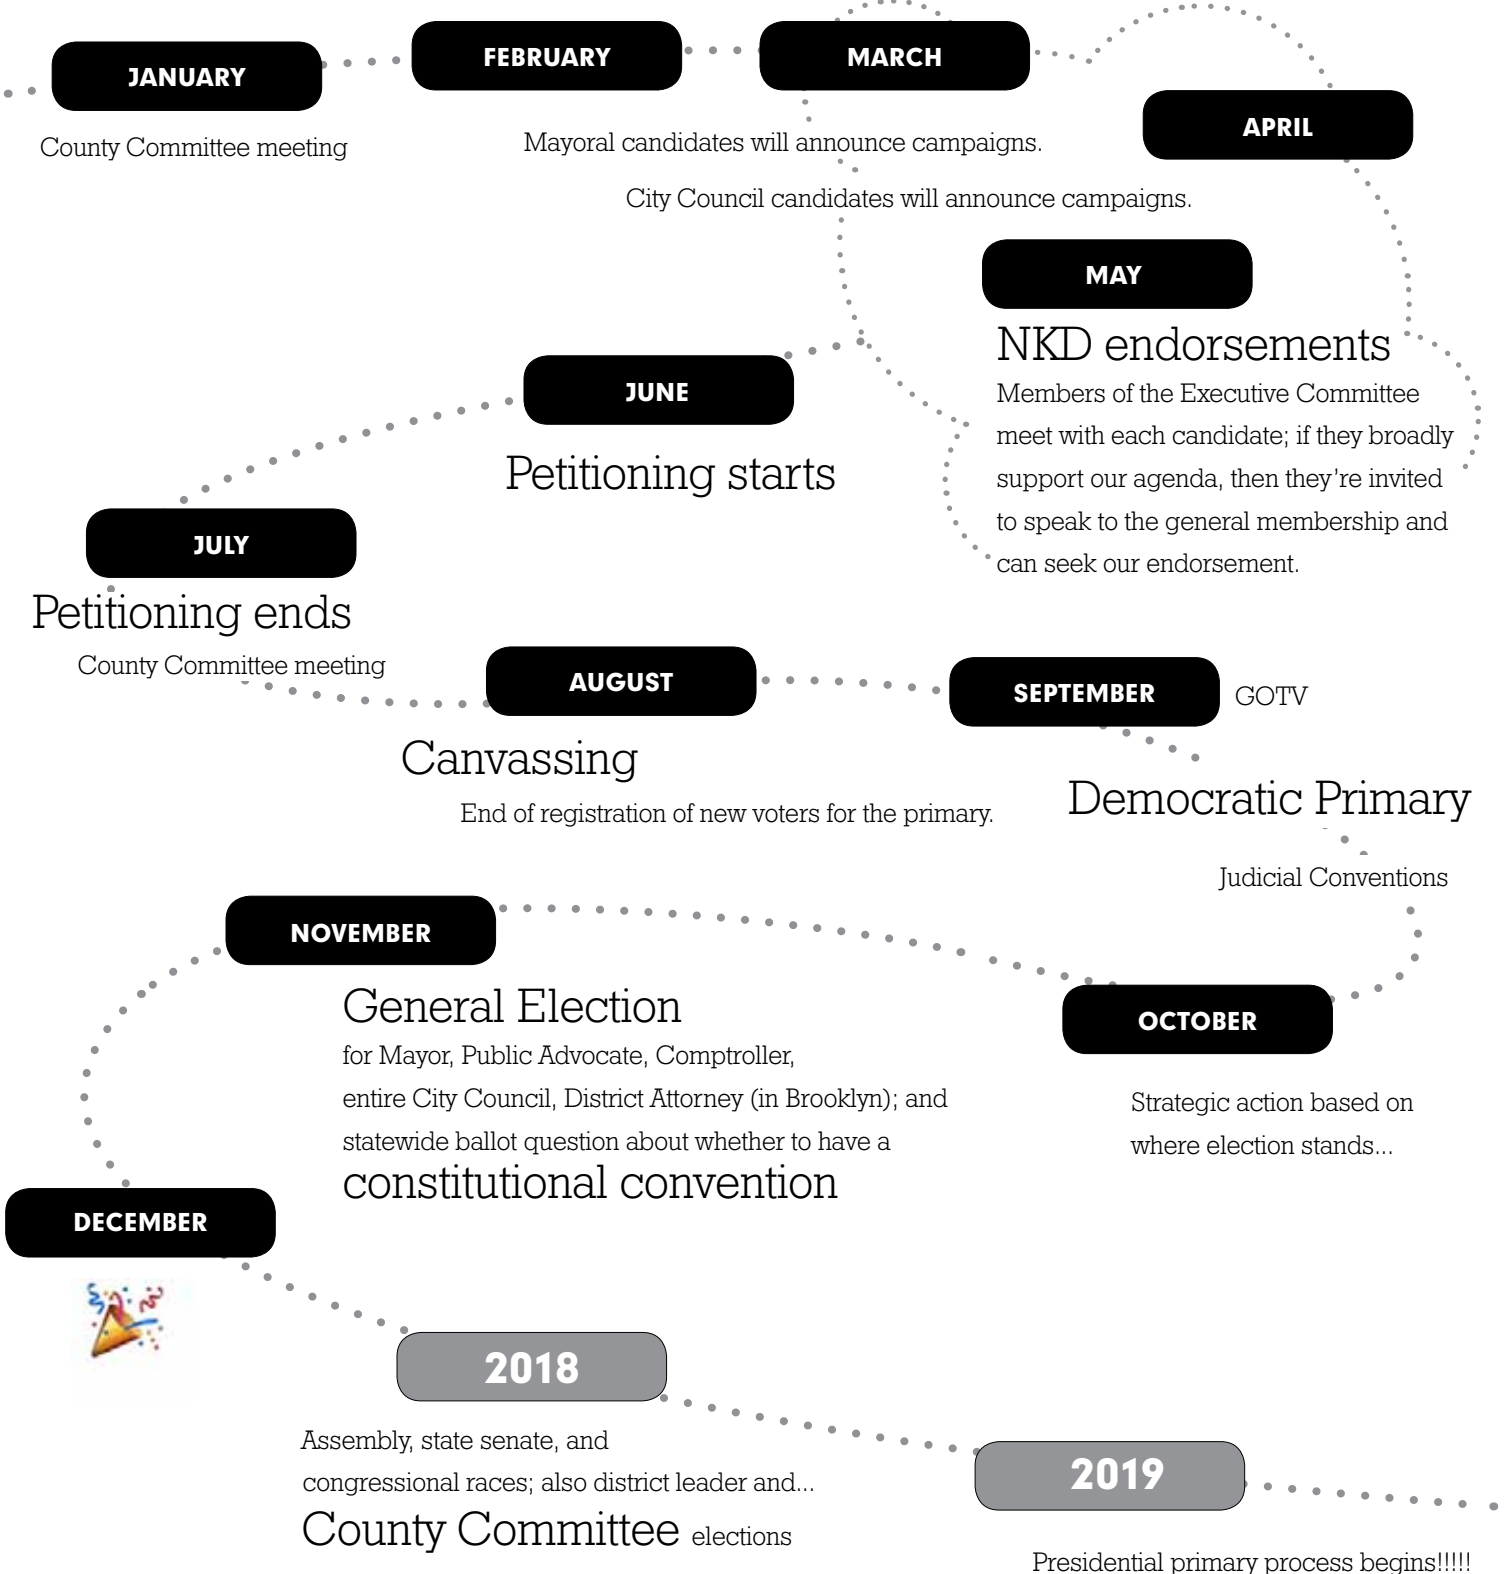 JANUARY
County Committee meeting
FEBRUARY
MARCH
Mayoral candidates will announce campaigns.
City Council candidates will announce campaigns.
APRIL
MAY
NKD endorsements
Members of the Executive Committee
meet with each candidate; if they broadly
support our agenda, then they're invited
to speak to the general membership and
can seek our endorsement.
JUNE
Petitioning starts
JULY
Petitioning ends
County Committee meeting
AUGUST
Canvassing
End of registration of new voters for the primary.
SEPTEMBER
GOTV
Democratic Primary
Judicial Conventions
OCTOBER
Strategic action based on
where election stands...
NOVEMBER
General Election
for Mayor, Public Advocate, Comptroller,
entire City Council, District Attorney (in Brooklyn); and
statewide ballot question about whether to have a
constitutional convention
DECEMBER
2018
Assembly, state senate, and
congressional races; also district leader and...
County Committee elections
2019
Presidential primary process begins!!!!!